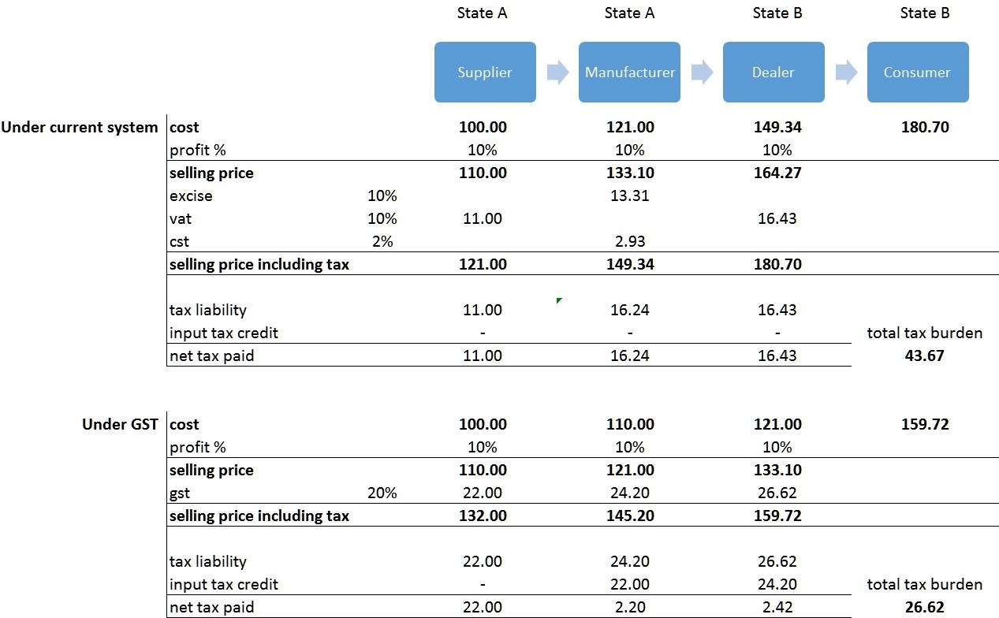 State A State A State B State B
Supplier Manufacturer Dealer Consumer
Under current system cost 100.00 121.00 149.34 180.70
profit % 10% 10% 10%
selling price 110.00 133.10 164.27
excise 10% 13.31
vat 10% 11.00 16.43
cst 2% 2.93
selling price including tax 121.00 149.34 180.70
tax liability 11.00 16.24 16.43
input tax credit - - - total tax burden
net tax paid 11.00 16.24 16.43 43.67
Under GST cost 100.00 110.00 121.00 159.72
profit % 10% 10% 10%
selling price 110.00 121.00 133.10
gst 20% 22.00 24.20 26.62
selling price including tax 132.00 145.20 159.72
tax liability 22.00 24.20 26.62
input tax credit - 22.00 24.20 total tax burden
net tax paid 22.00 2.20 2.42 26.62